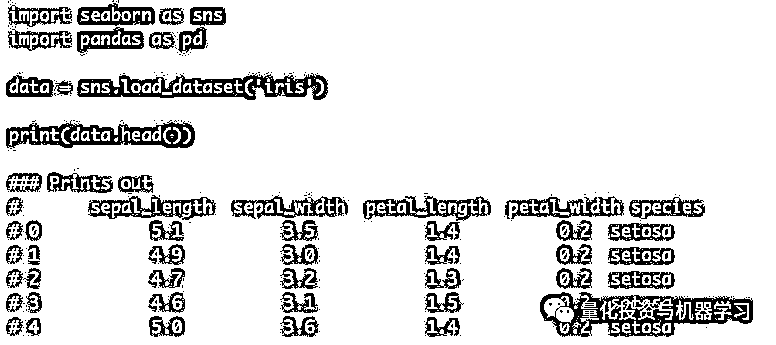 import seaborn as sns
import pandas as pd
data = sns.load_dataset('iris')
print(data.head())
### Prints out
#      sepal_length  sepal_width  petal_length  petal_width species
# 0           5.1          3.5           1.4          0.2  setosa
# 1           4.9          3.0           1.4          0.2  setosa
# 2           4.7          3.2           1.3          0.2  setosa
# 3           4.6          3.1           1.5          0.2  setosa
量化投资与机器学习
# 4           5.0          3.6           1.4          0.2  setosa